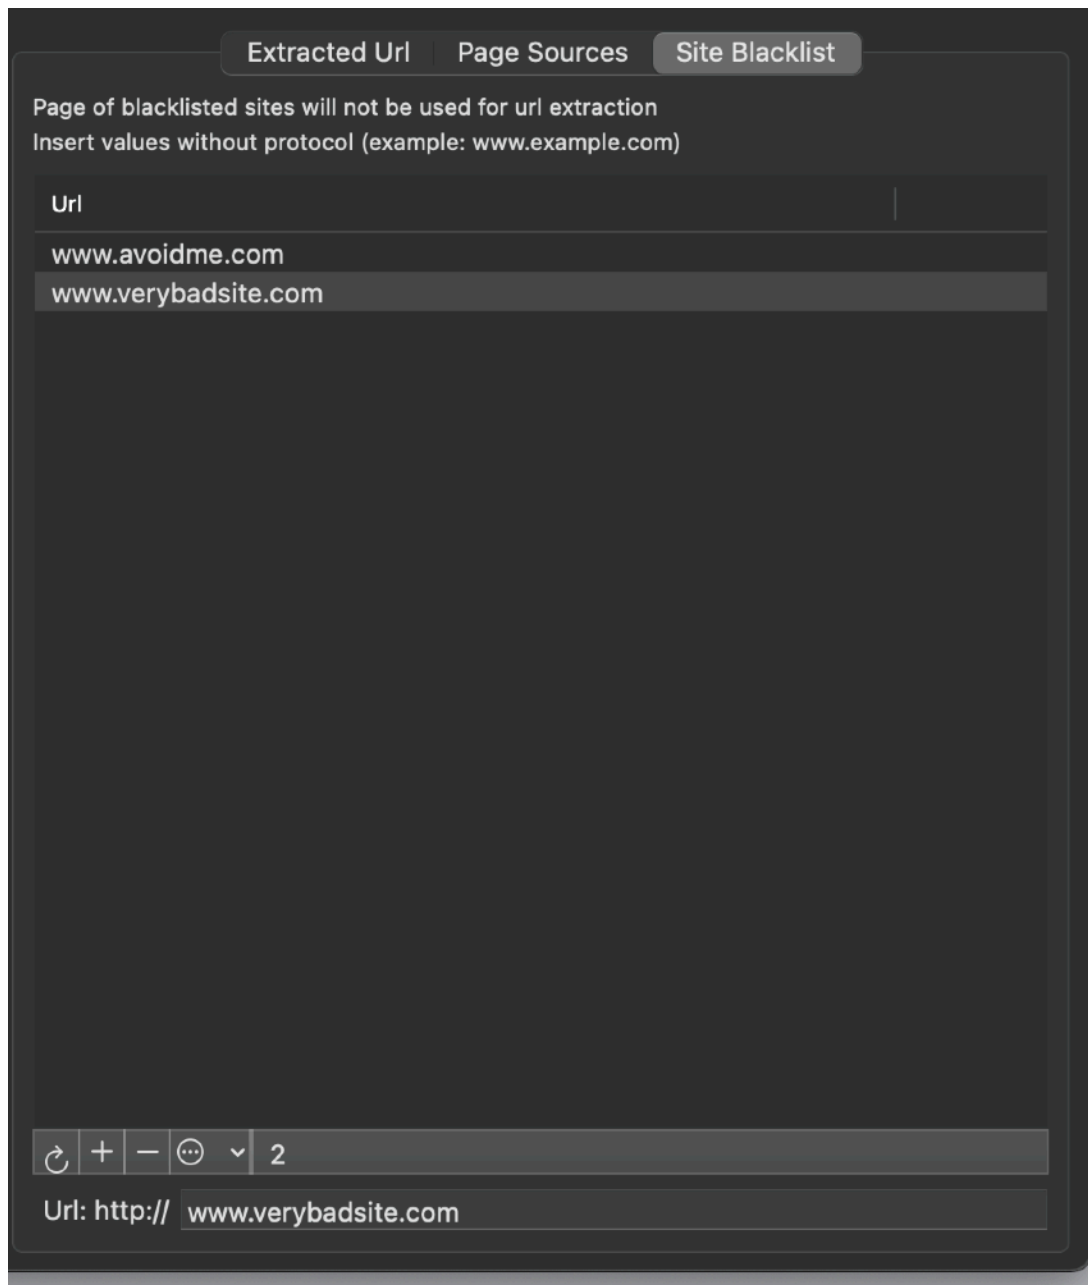 Extracted Url Page Sources Site Blacklist
Page of blacklisted sites will not be used for url extraction
Insert values without protocol (example: www.example.com)
Url
www.avoidme.com
www.verybadsite.com
2
Url: http:// www.verybadsite.com